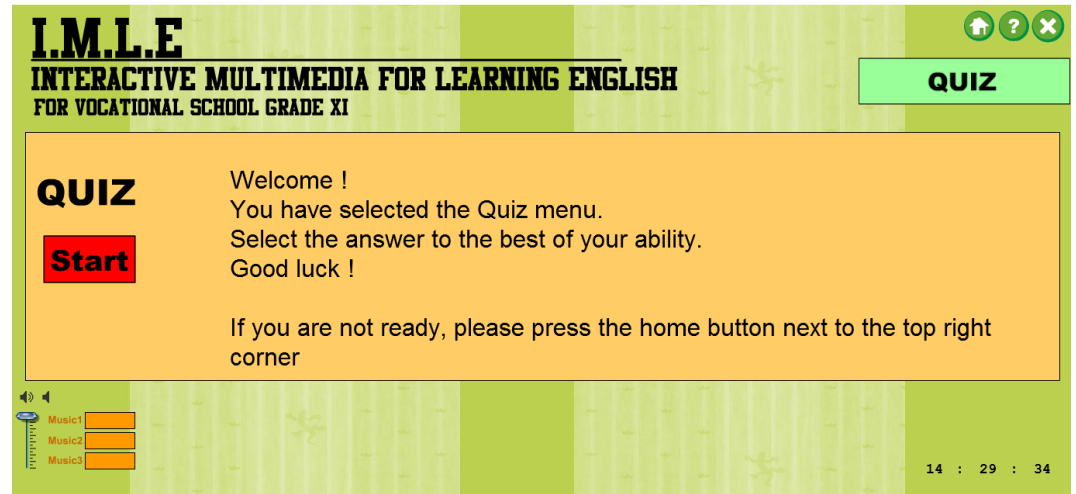 I.M.L.E
INTERACTIVE MULTIMEDIA FOR LEARNING ENGLISH
FOR VOCATIONAL SCHOOL GRADE XI
?
QUIZ
QUIZ
Start
Welcome !
You have selected the Quiz menu.
Select the answer to the best of your ability.
Good luck !
If you are not ready, please press the home button next to the top right
corner
Music1
Music2
Music3
14 : 29 : 34